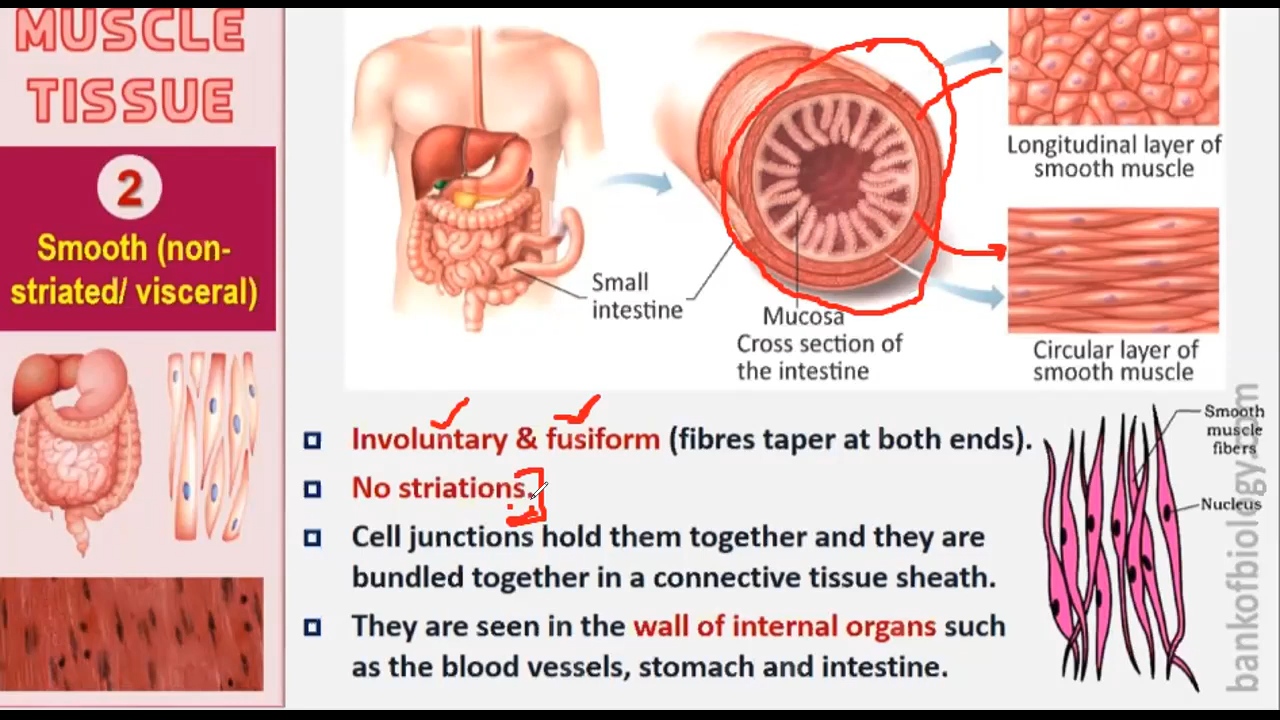 MUSCLE
TISSUE
2
Smooth (non-
striated/ visceral)
Small
intestine
Mucosa
Cross section of
the intestine
Longitudinal layer of
smooth muscle
Circular layer of
smooth muscle
Involuntary & fusiform (fibres taper at both ends).
No striations.
Cell junctions hold them together and they are
bundled together in a connective tissue sheath.
They are seen in the wall of internal organs such
as the blood vessels, stomach and intestine.
Smooth
muscle
fibers
Nucleus
bankofbiology.com